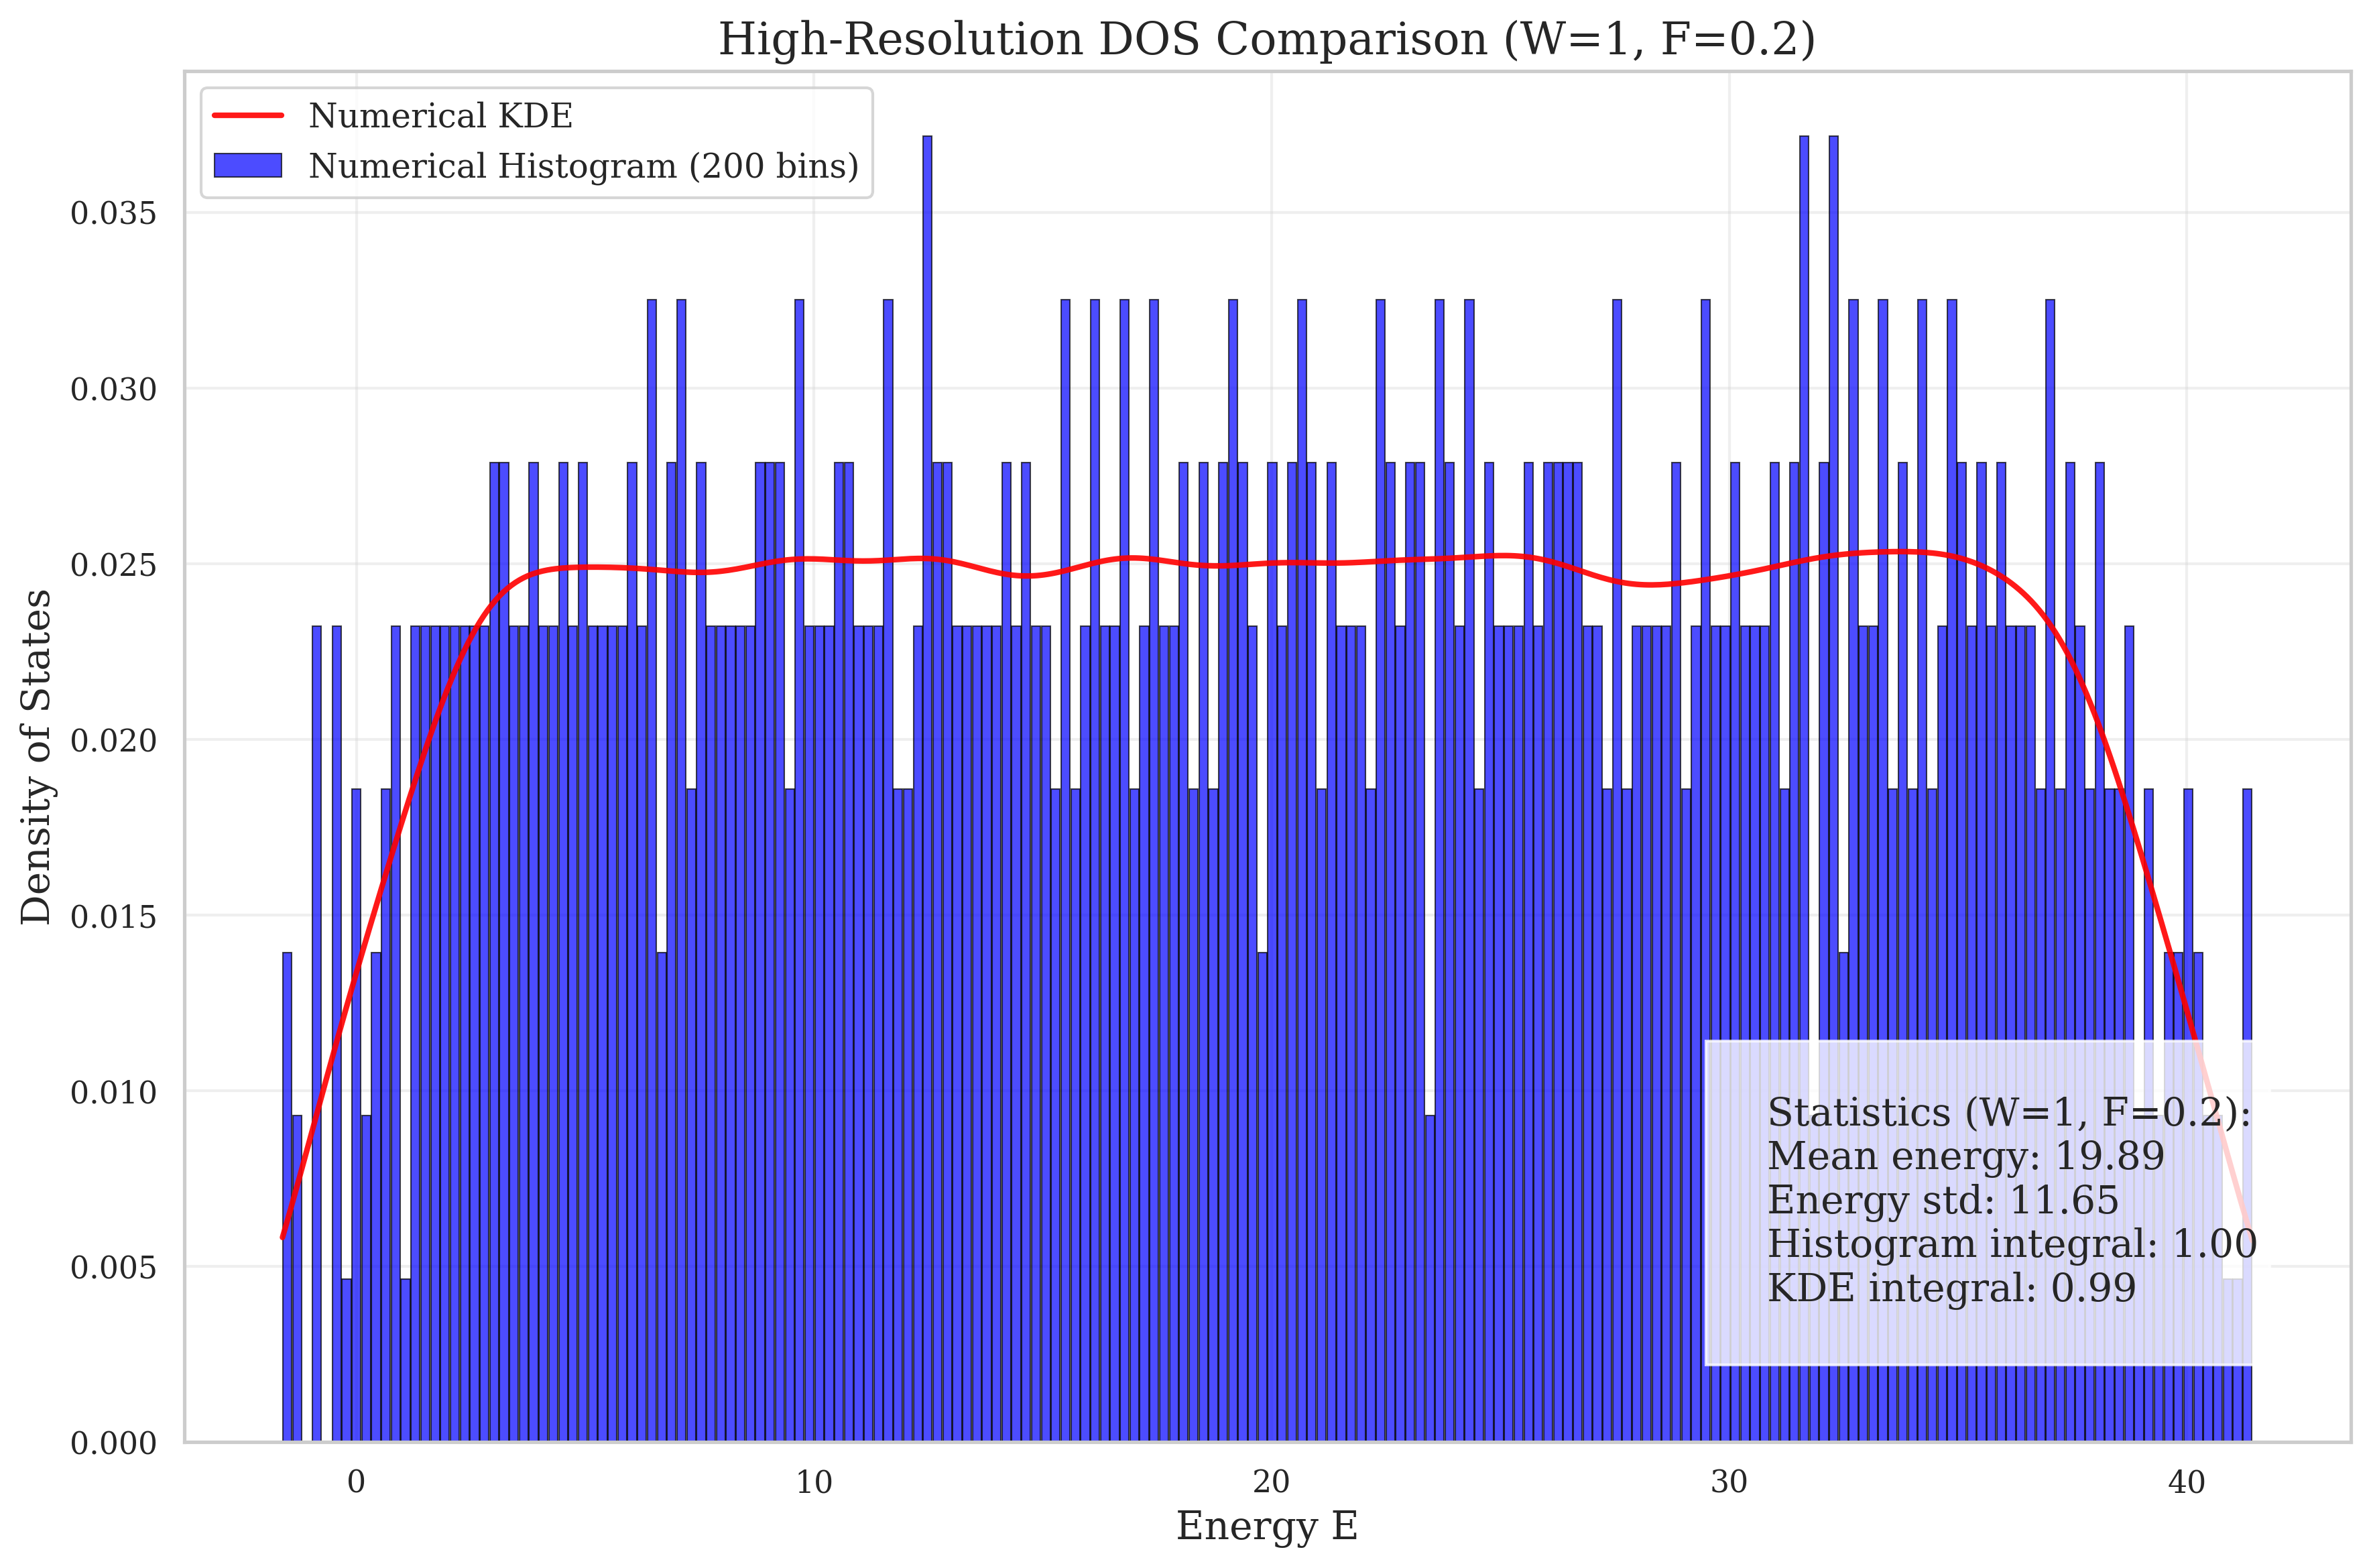 High-Resolution DOS Comparison (W=1, F=0.2)
Numerical KDE
Numerical Histogram (200 bins)
0.035
0.030
0.025
0.020
0.015
0.010
0.005
0.000
Density of States
Statistics (W=1, F=0.2):
Mean energy: 19.89
Energy std: 11.65
Histogram integral: 1.00
KDE integral: 0.99
0 10 20 30 40
Energy E